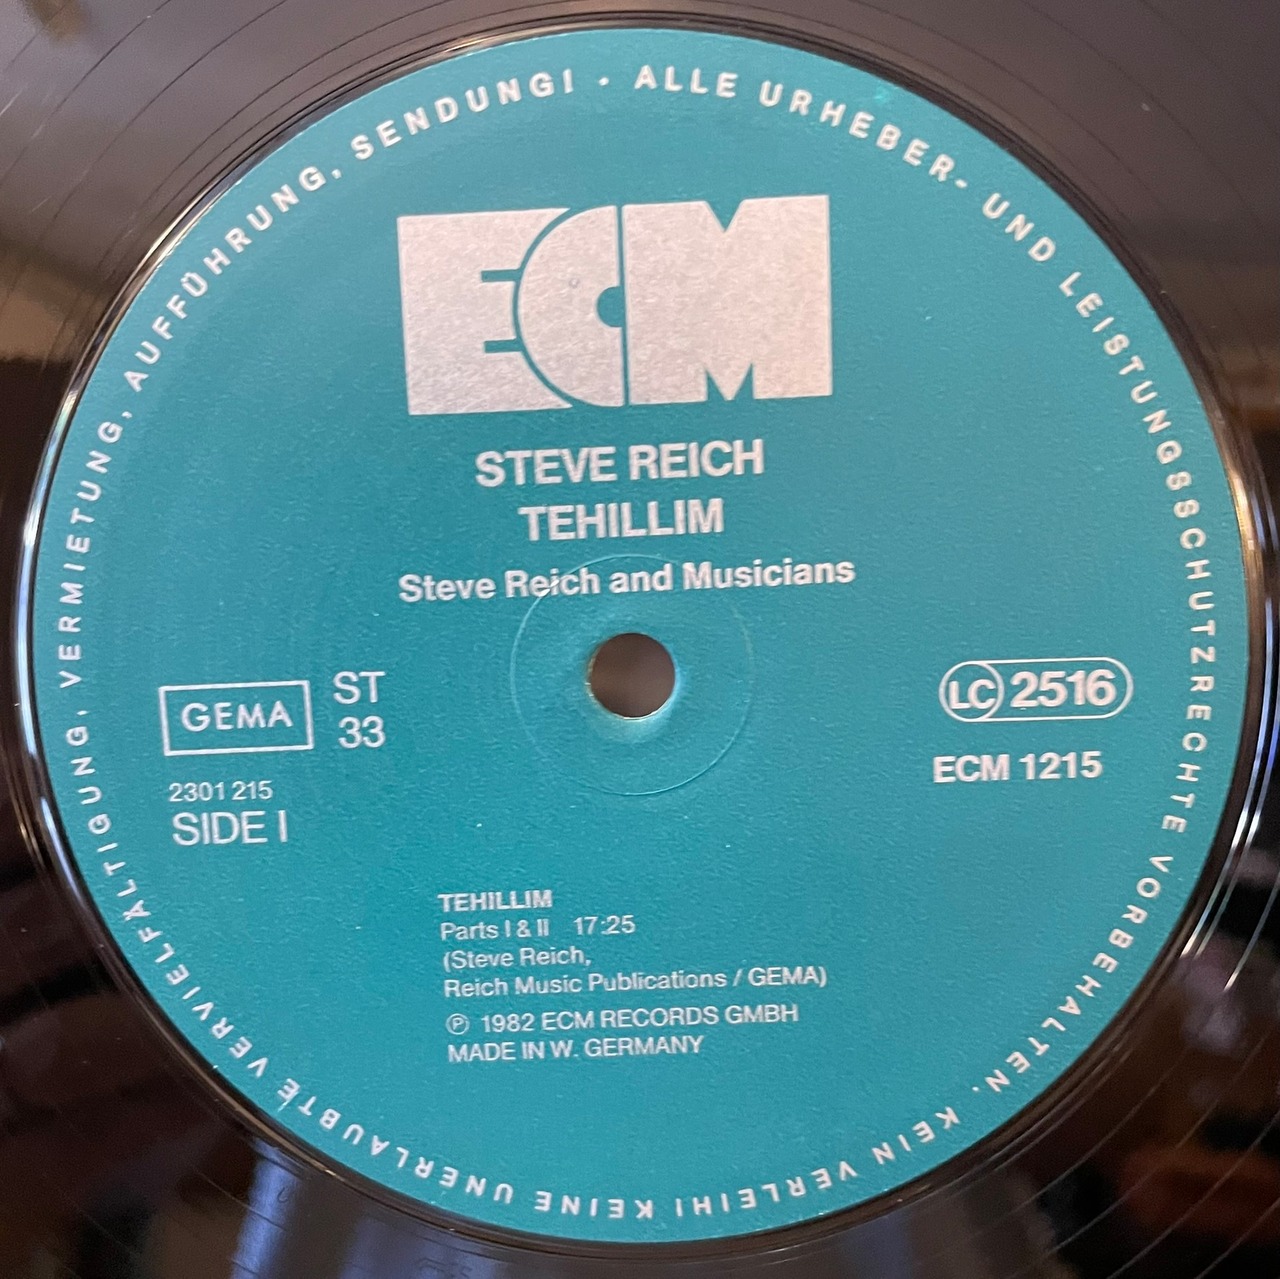 ALLE URHEBER- UND LEISTUNGSSCHUTZRECHTE VORBEHALTEN. KEIN VERLEIH! KEINE UNERLAUBTE VERVIELFÄLTIGUNG, VERMIETUNG, AUFFÜHRUNG, SENDUNG! ·
ECM
STEVE REICH
TEHILLIM
Steve Reich and Musicians
GEMA
ST
33
LC 2516
2301 215
SIDE I
ECM 1215
TEHILLIM
Parts I & II 17:25
(Steve Reich,
Reich Music Publications / GEMA)
℗ 1982 ECM RECORDS GMBH
MADE IN W. GERMANY